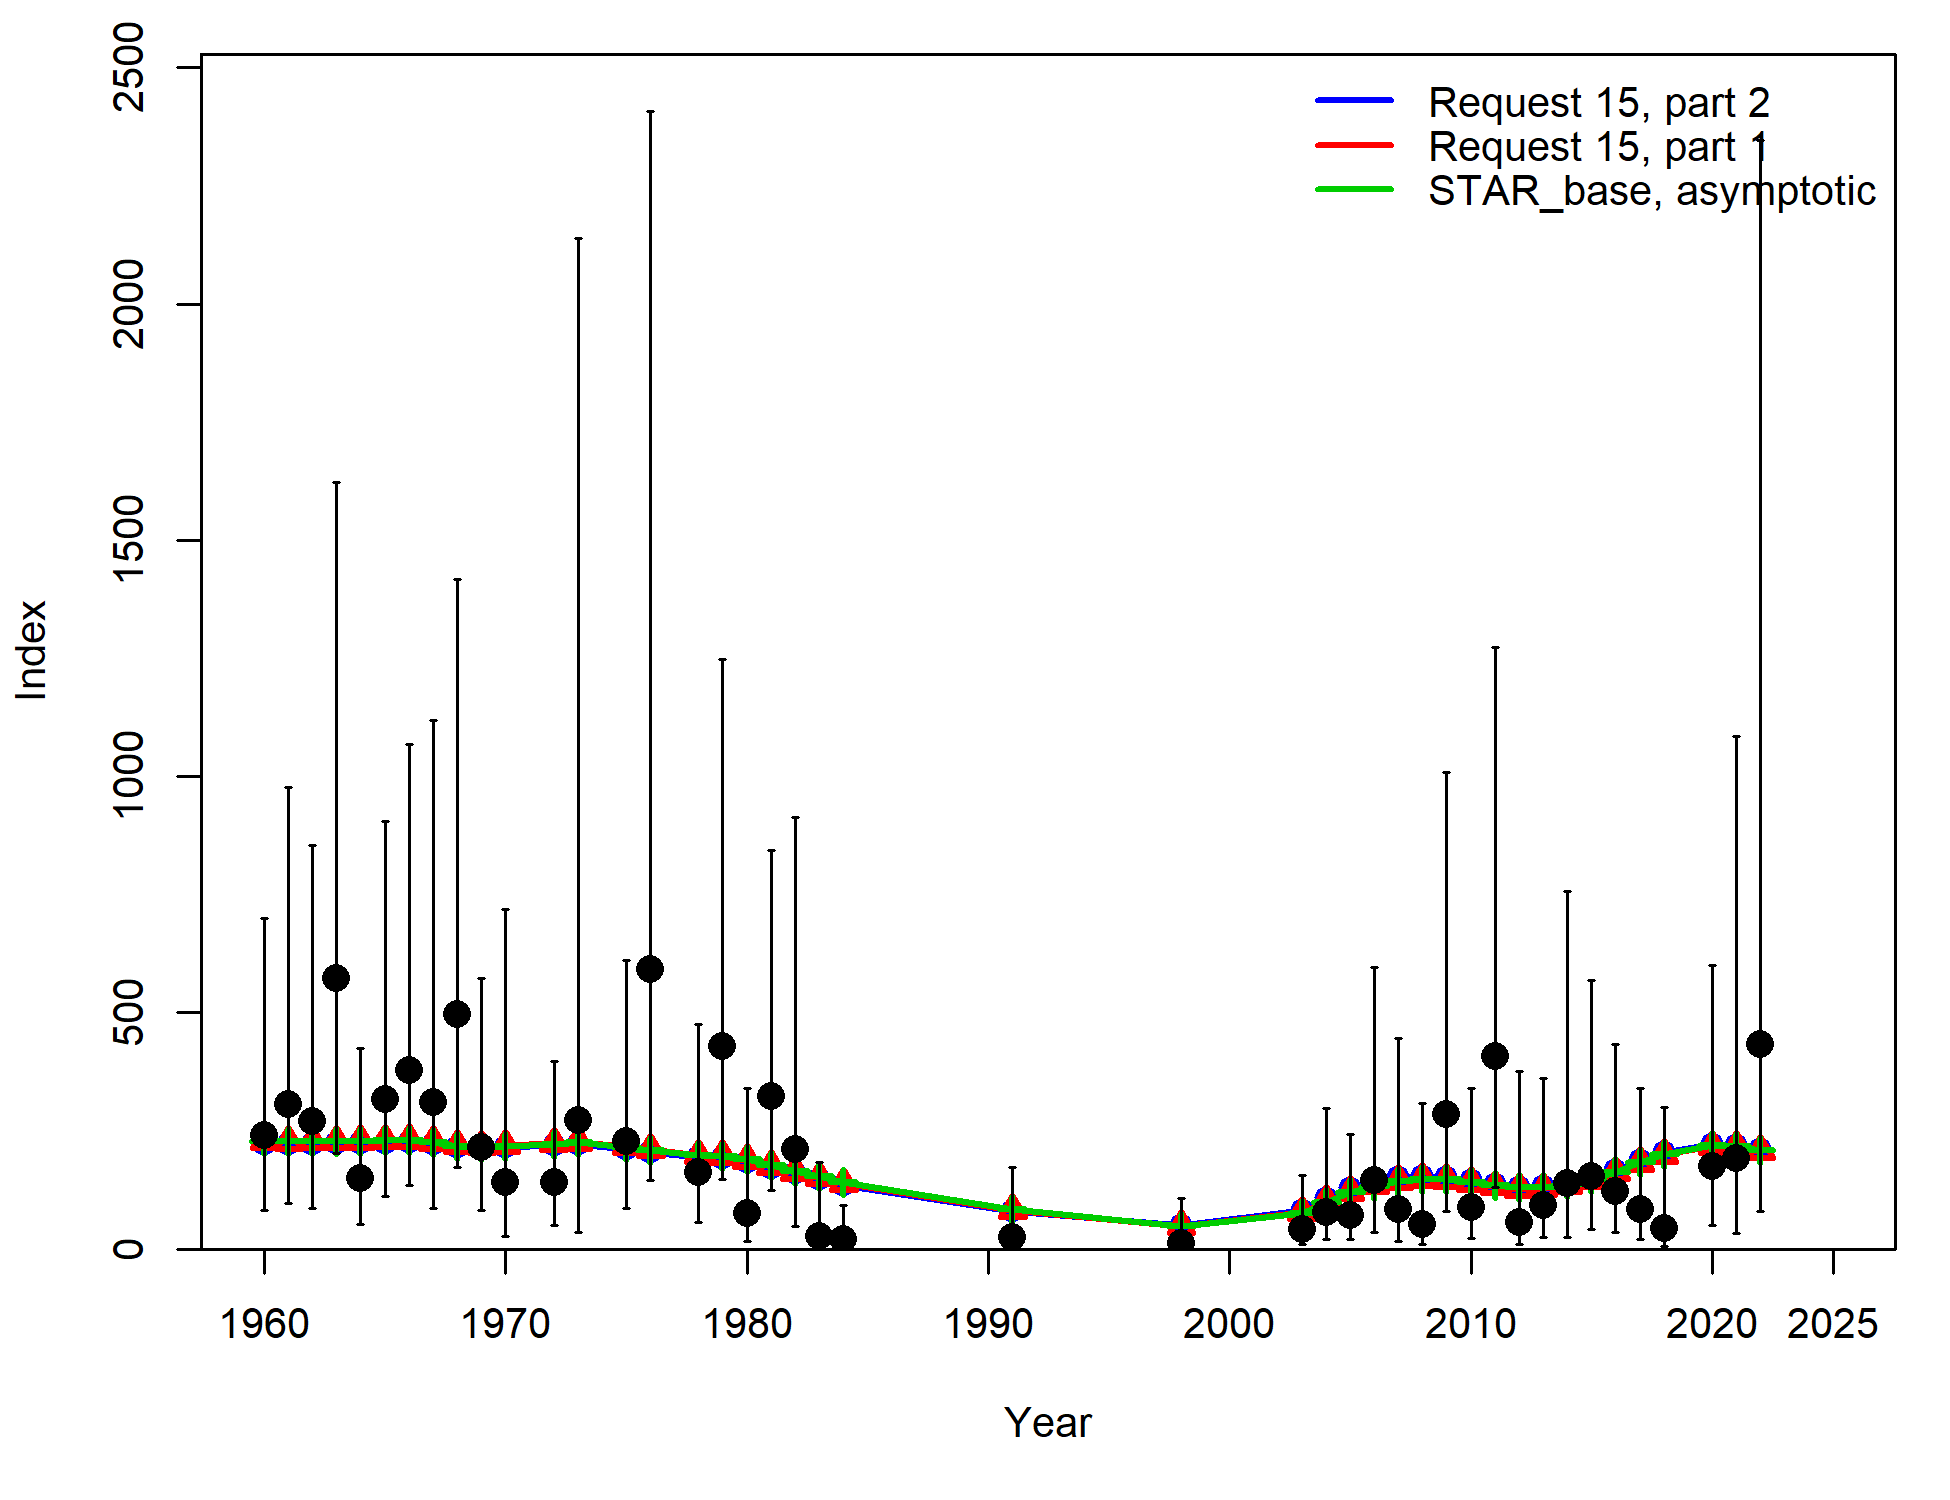 2500
2000
1500
1000
500
0
Index
Request 15, part 2
Request 15, part 1
STAR_base, asymptotic
1960 1970 1980 1990 2000 2010 2020 2025
Year